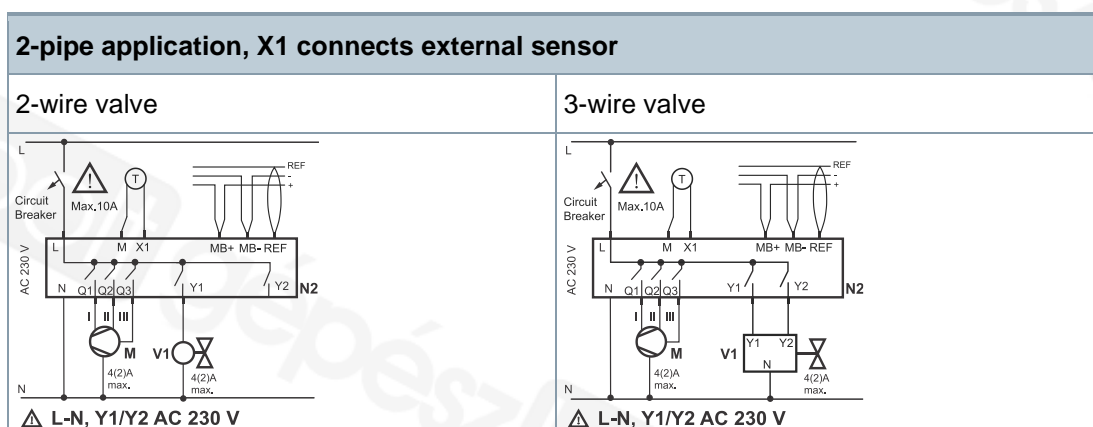 2-pipe application, X1 connects external sensor
2-wire valve
3-wire valve
L
REF
-
+
Circuit
Breaker
Max.10A
T
L
M X1
MB+ MB- REF
AC 230 V
N Q1 Q2 Q3 Y1 Y2 N2
I II III
M
V1
4(2)A
max.
4(2)A
max.
N
L-N, Y1/Y2 AC 230 V
L
REF
-
+
Circuit
Breaker
Max.10A
T
L
M X1
MB+ MB- REF
AC 230 V
N Q1 Q2 Q3 Y1 Y2 N2
I II III
Y1 Y2
M
V1
N
4(2)A
max.
4(2)A
max.
N
L-N, Y1/Y2 AC 230 V